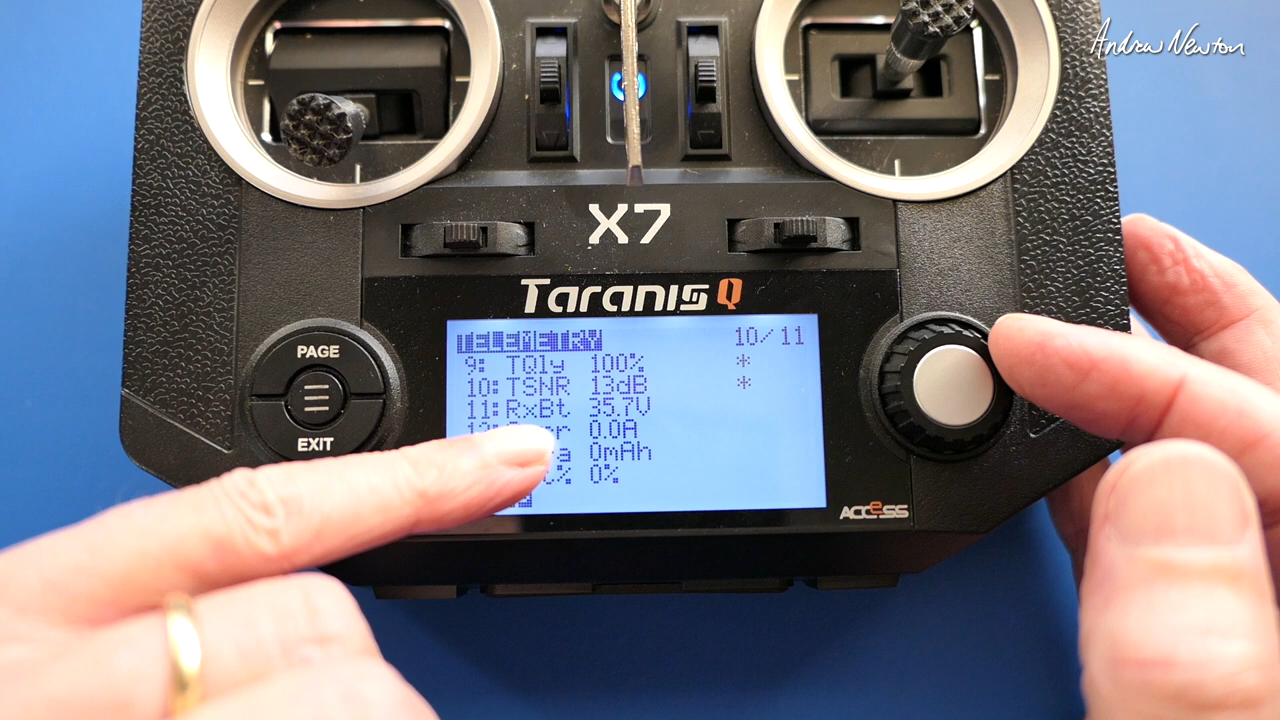 Andrew Newton
X7
Taranis Q
PAGE
EXIT
TELEMETRY 10/11
9: TQly 100% *
10: TSNR 13dB *
11: RxBt 35.7V
0.0A
0mAh
% 0%
ACCeSS